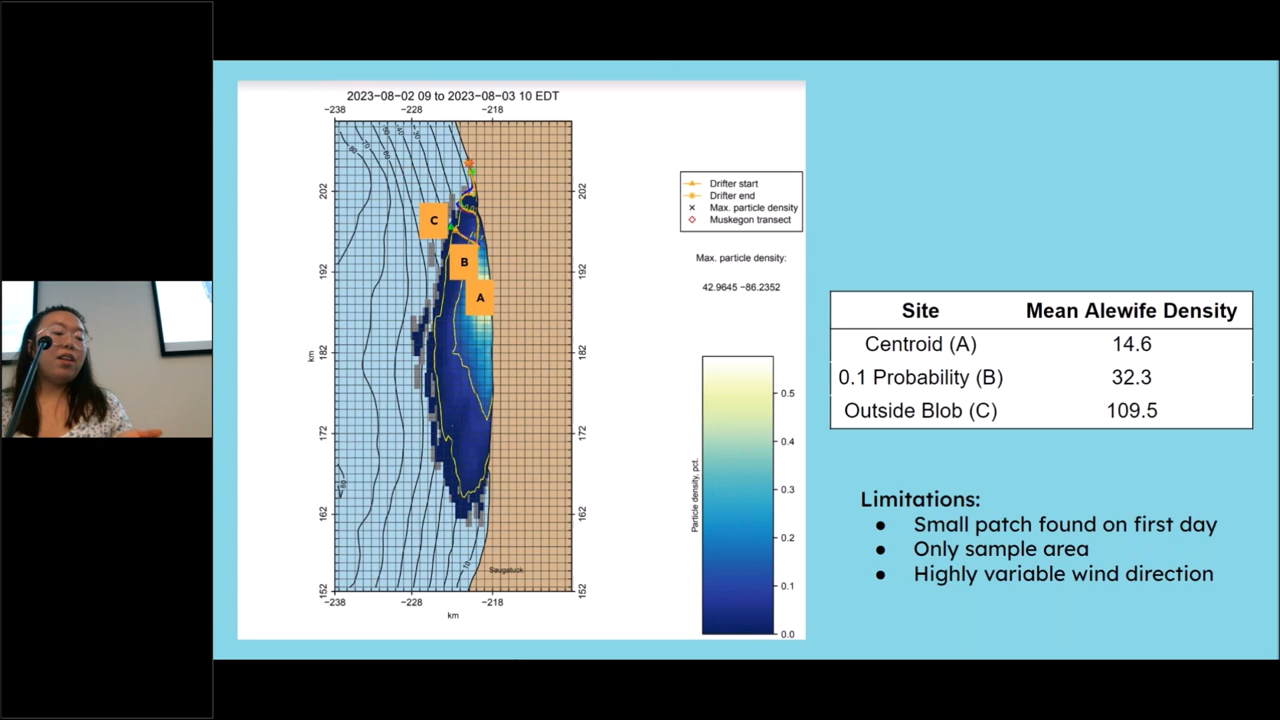 2023−08−02 09 to 2023−08−03 10 EDT
−238 −228 −218
202 202
192 192
182 182
172 172
162 162
152 152
−238 −228 −218
km
km
C
B
A
Saugatuck
Drifter start
Drifter end
Max. particle density
Muskegon transect
Max. particle density:
42.9645 −86.2352
Particle density, pct.
0.5
0.4
0.3
0.2
0.1
0.0
Site Mean Alewife Density
Centroid (A) 14.6
0.1 Probability (B) 32.3
Outside Blob (C) 109.5
Limitations:
● Small patch found on first day
● Only sample area
● Highly variable wind direction